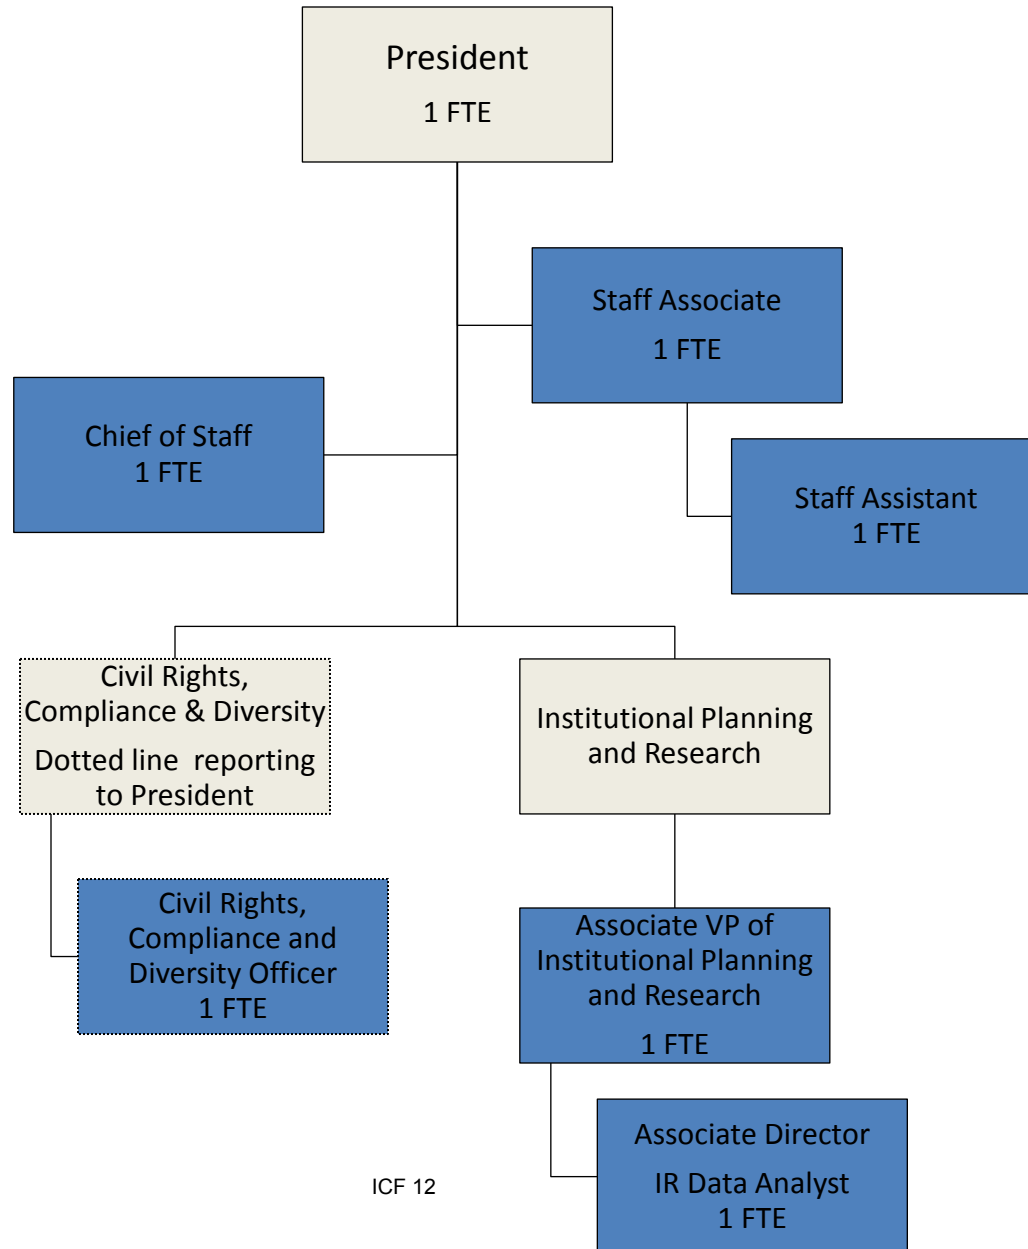 President
1 FTE
Staff Associate
1 FTE
Chief of Staff
1 FTE
Staff Assistant
1 FTE
Civil Rights,
Compliance & Diversity
Dotted line  reporting
to President
Institutional Planning
and Research
Civil Rights,
Compliance and
Diversity Officer
1 FTE
Associate VP of
Institutional Planning
and Research
1 FTE
Associate Director
IR Data Analyst
1 FTE
ICF 12